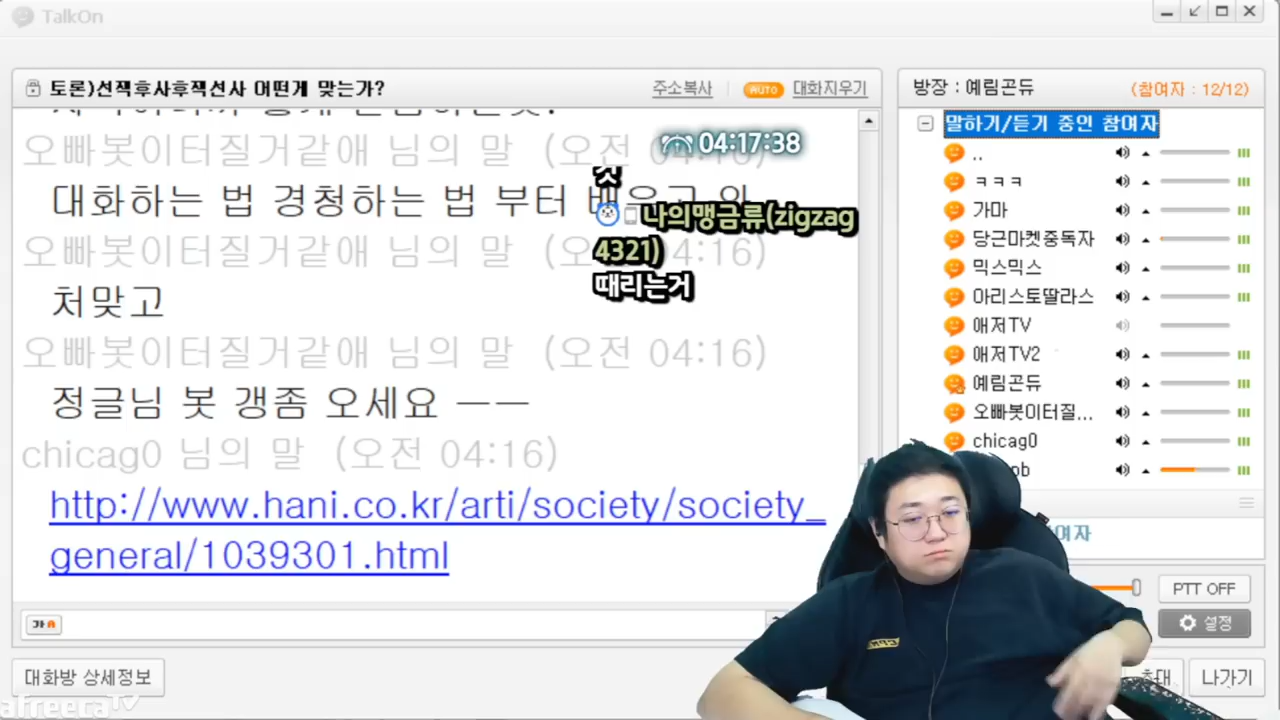 TalkOn
토론)선잭후사후잭선사 어떤게 맞는가?
주소복사
AUTO
대화지우기
오빠봇이터질거같애 님의 말 (오전 04:16)
대화하는 법 경청하는 법 부터 배우고 와
오빠봇이터질거같애 님의 말 (오전 04:16)
처맞고
오빠봇이터질거같애 님의 말 (오전 04:16)
정글님 봇 갱좀 오세요 ㅡㅡ
chicag0 님의 말 (오전 04:16)
http://www.hani.co.kr/arti/society/society_
general/1039301.html
04:17:38
것
나의맹금류(zigzag
4321)
때리는거
가A
대화방 상세정보
afreecaTV
방장 : 예림곤듀
(참여자 : 12/12)
말하기/듣기 중인 참여자
..
ㅋㅋㅋ
가마
당근마켓중독자
믹스믹스
아리스토딸라스
애저TV
애저TV2
예림곤듀
오빠봇이터질...
chicag0
PTT OFF
설정
초대
나가기